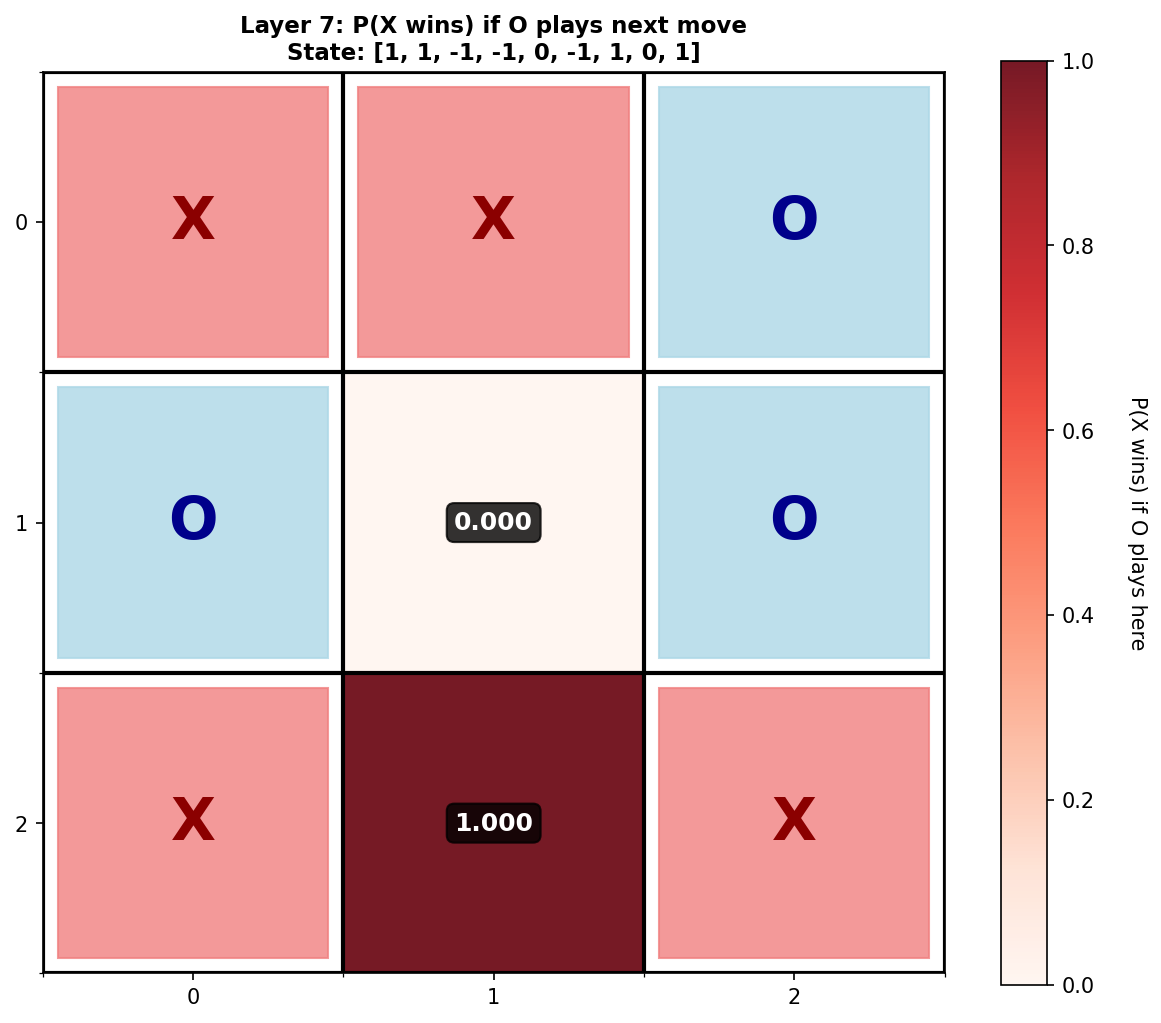 Layer 7: P(X wins) if O plays next move
State: [1, 1, -1, -1, 0, -1, 1, 0, 1]
X X O
O 0.000 O
X 1.000 X
0
1
2
0 1 2
1.0
0.8
0.6
0.4
0.2
0.0
P(X wins) if O plays here